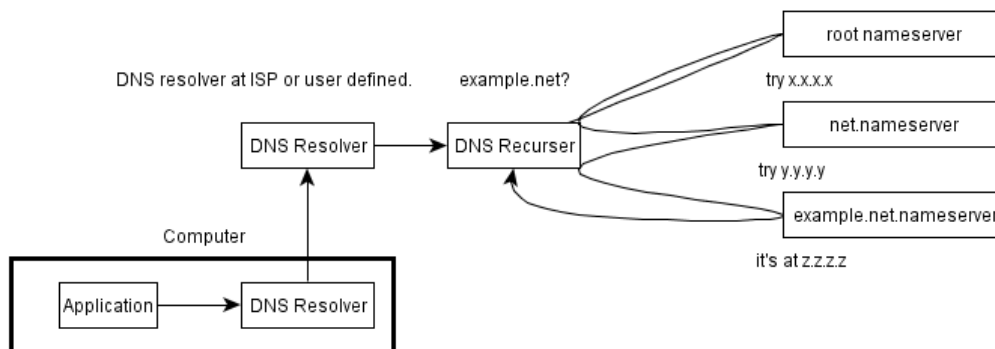 root nameserver
DNS resolver at ISP or user defined.
example.net?
try x.x.x.x
DNS Resolver
DNS Recurser
net.nameserver
try y.y.y.y
example.net.nameserver
Computer
it's at z.z.z.z
Application
DNS Resolver